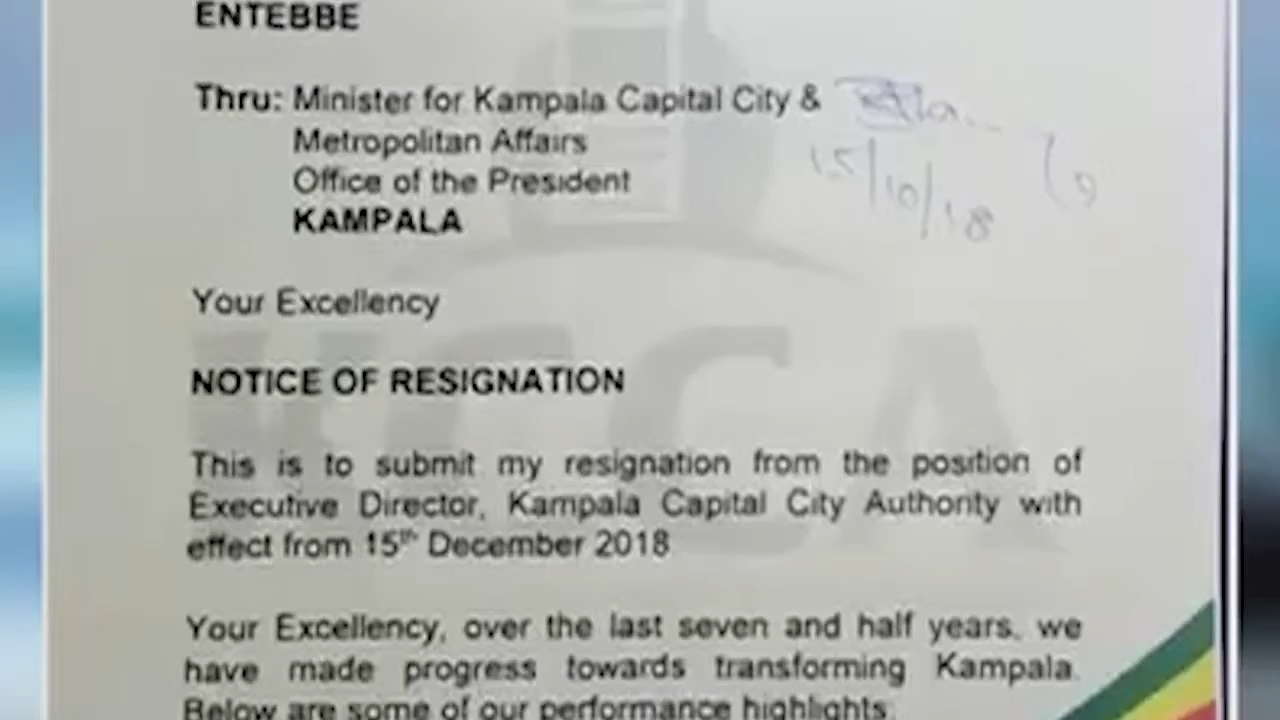 ENTEBBE
Thru: Minister for Kampala Capital City &
Metropolitan Affairs
Office of the President
KAMPALA
15/10/18
Your Excellency
NOTICE OF RESIGNATION
KCCA
This is to submit my resignation from the position of
Executive Director, Kampala Capital City Authority with
effect from 15th December 2018
Your Excellency, over the last seven and half years, we
have made progress towards transforming Kampala.
Below are some of our performance highlights: